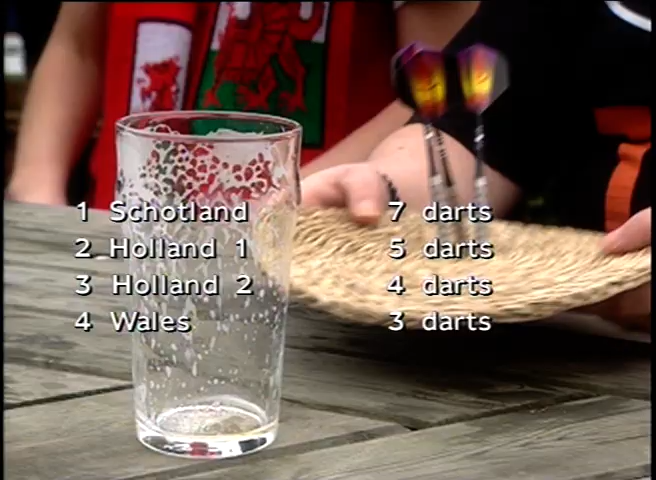 1 Schotland 7 darts
2 Holland 1 5 darts
3 Holland 2 4 darts
4 Wales 3 darts